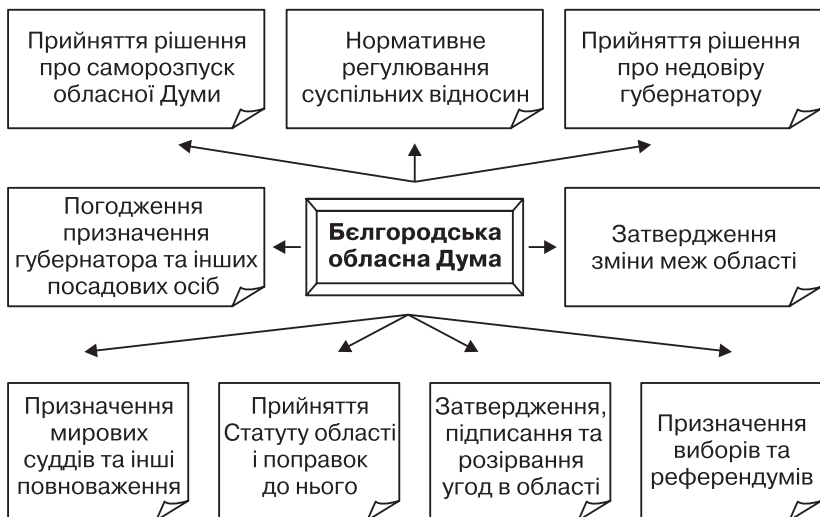 Прийняття рішення
про саморозпуск
обласної Думи
Нормативне
регулювання
суспільних відносин
Прийняття рішення
про недовіру
губернатору
Погодження
призначення
губернатора та інших
посадових осіб
Бєлгородська
обласна Дума
Затвердження
зміни меж області
Призначення
мирових
суддів та інші
повноваження
Прийняття
Статуту області
і поправок
до нього
Затвердження,
підписання та
розірвання
угод в області
Призначення
виборів та
референдумів